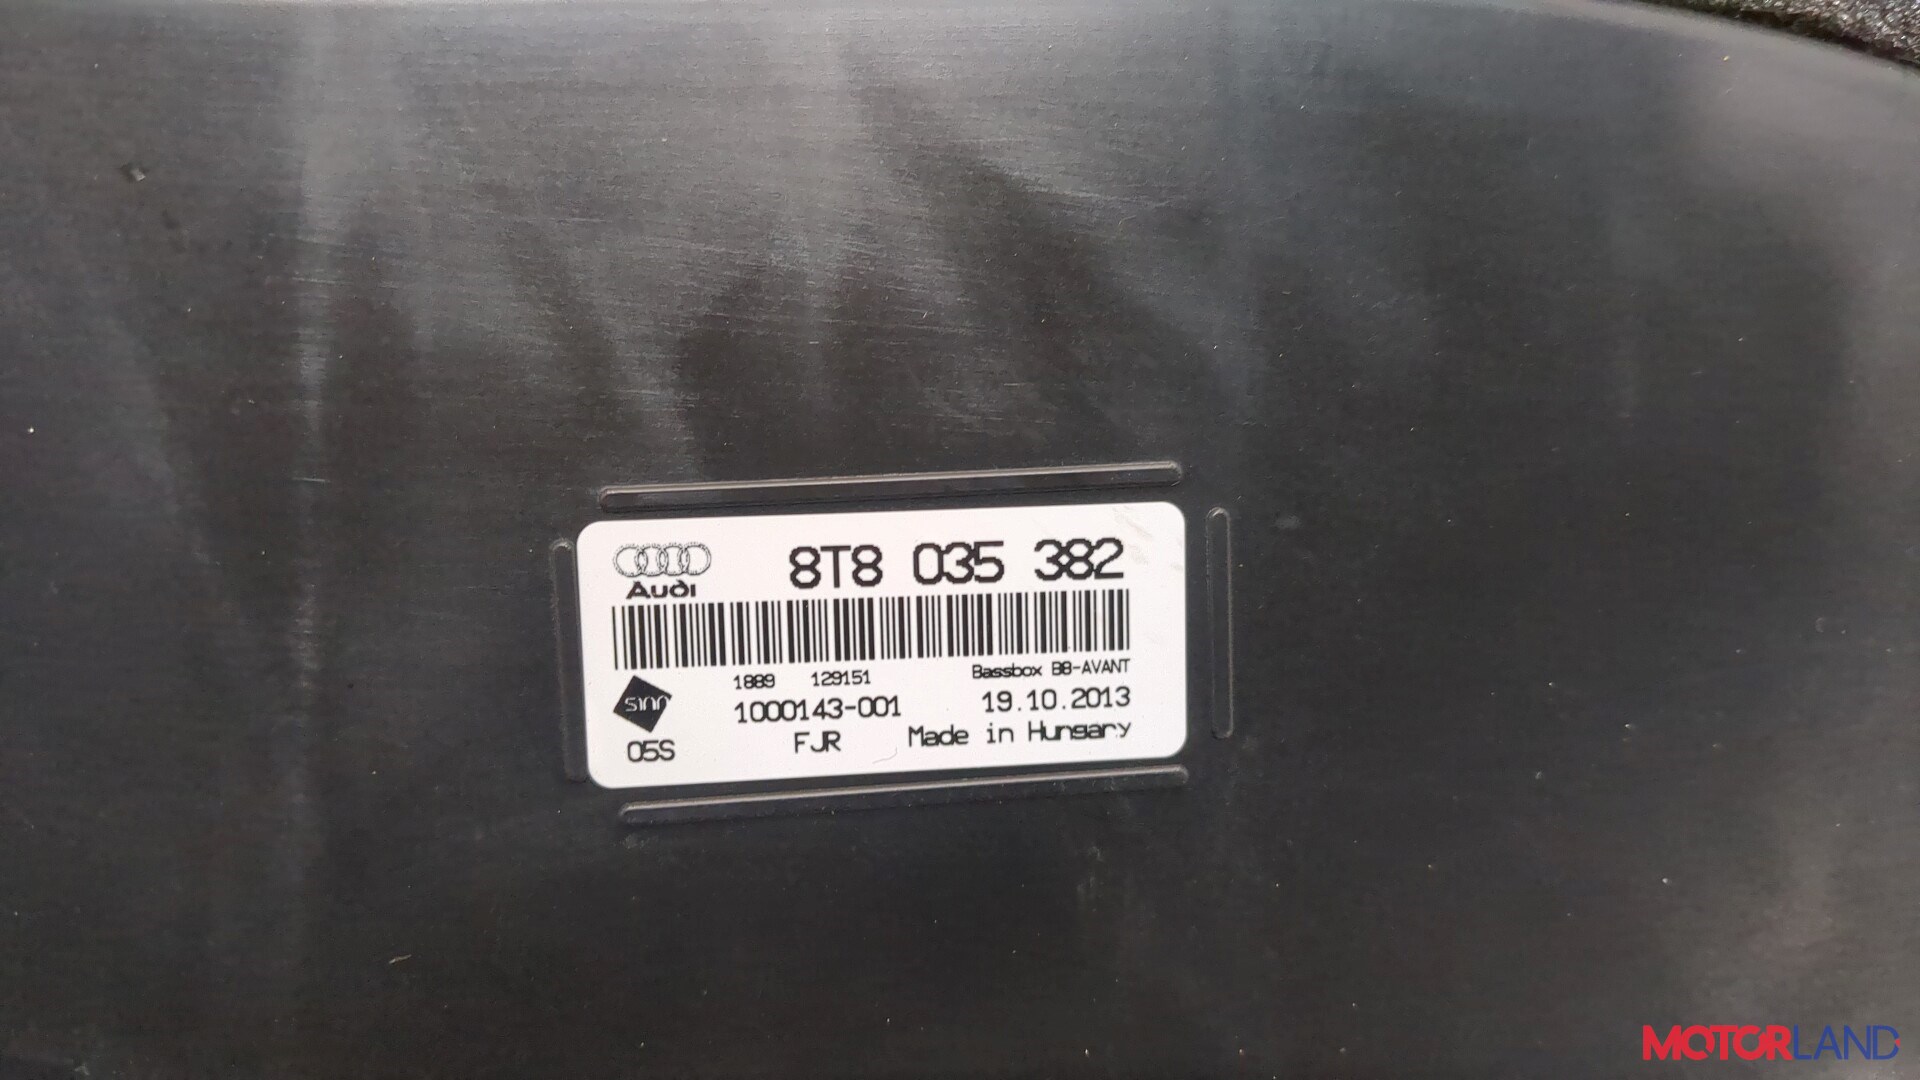 Audi
8T8 035 382
1889 129151 Bassbox B8-AVANT
sinn 1000143-001 19.10.2013
05S FJR Made in Hungary
MOTORLAND